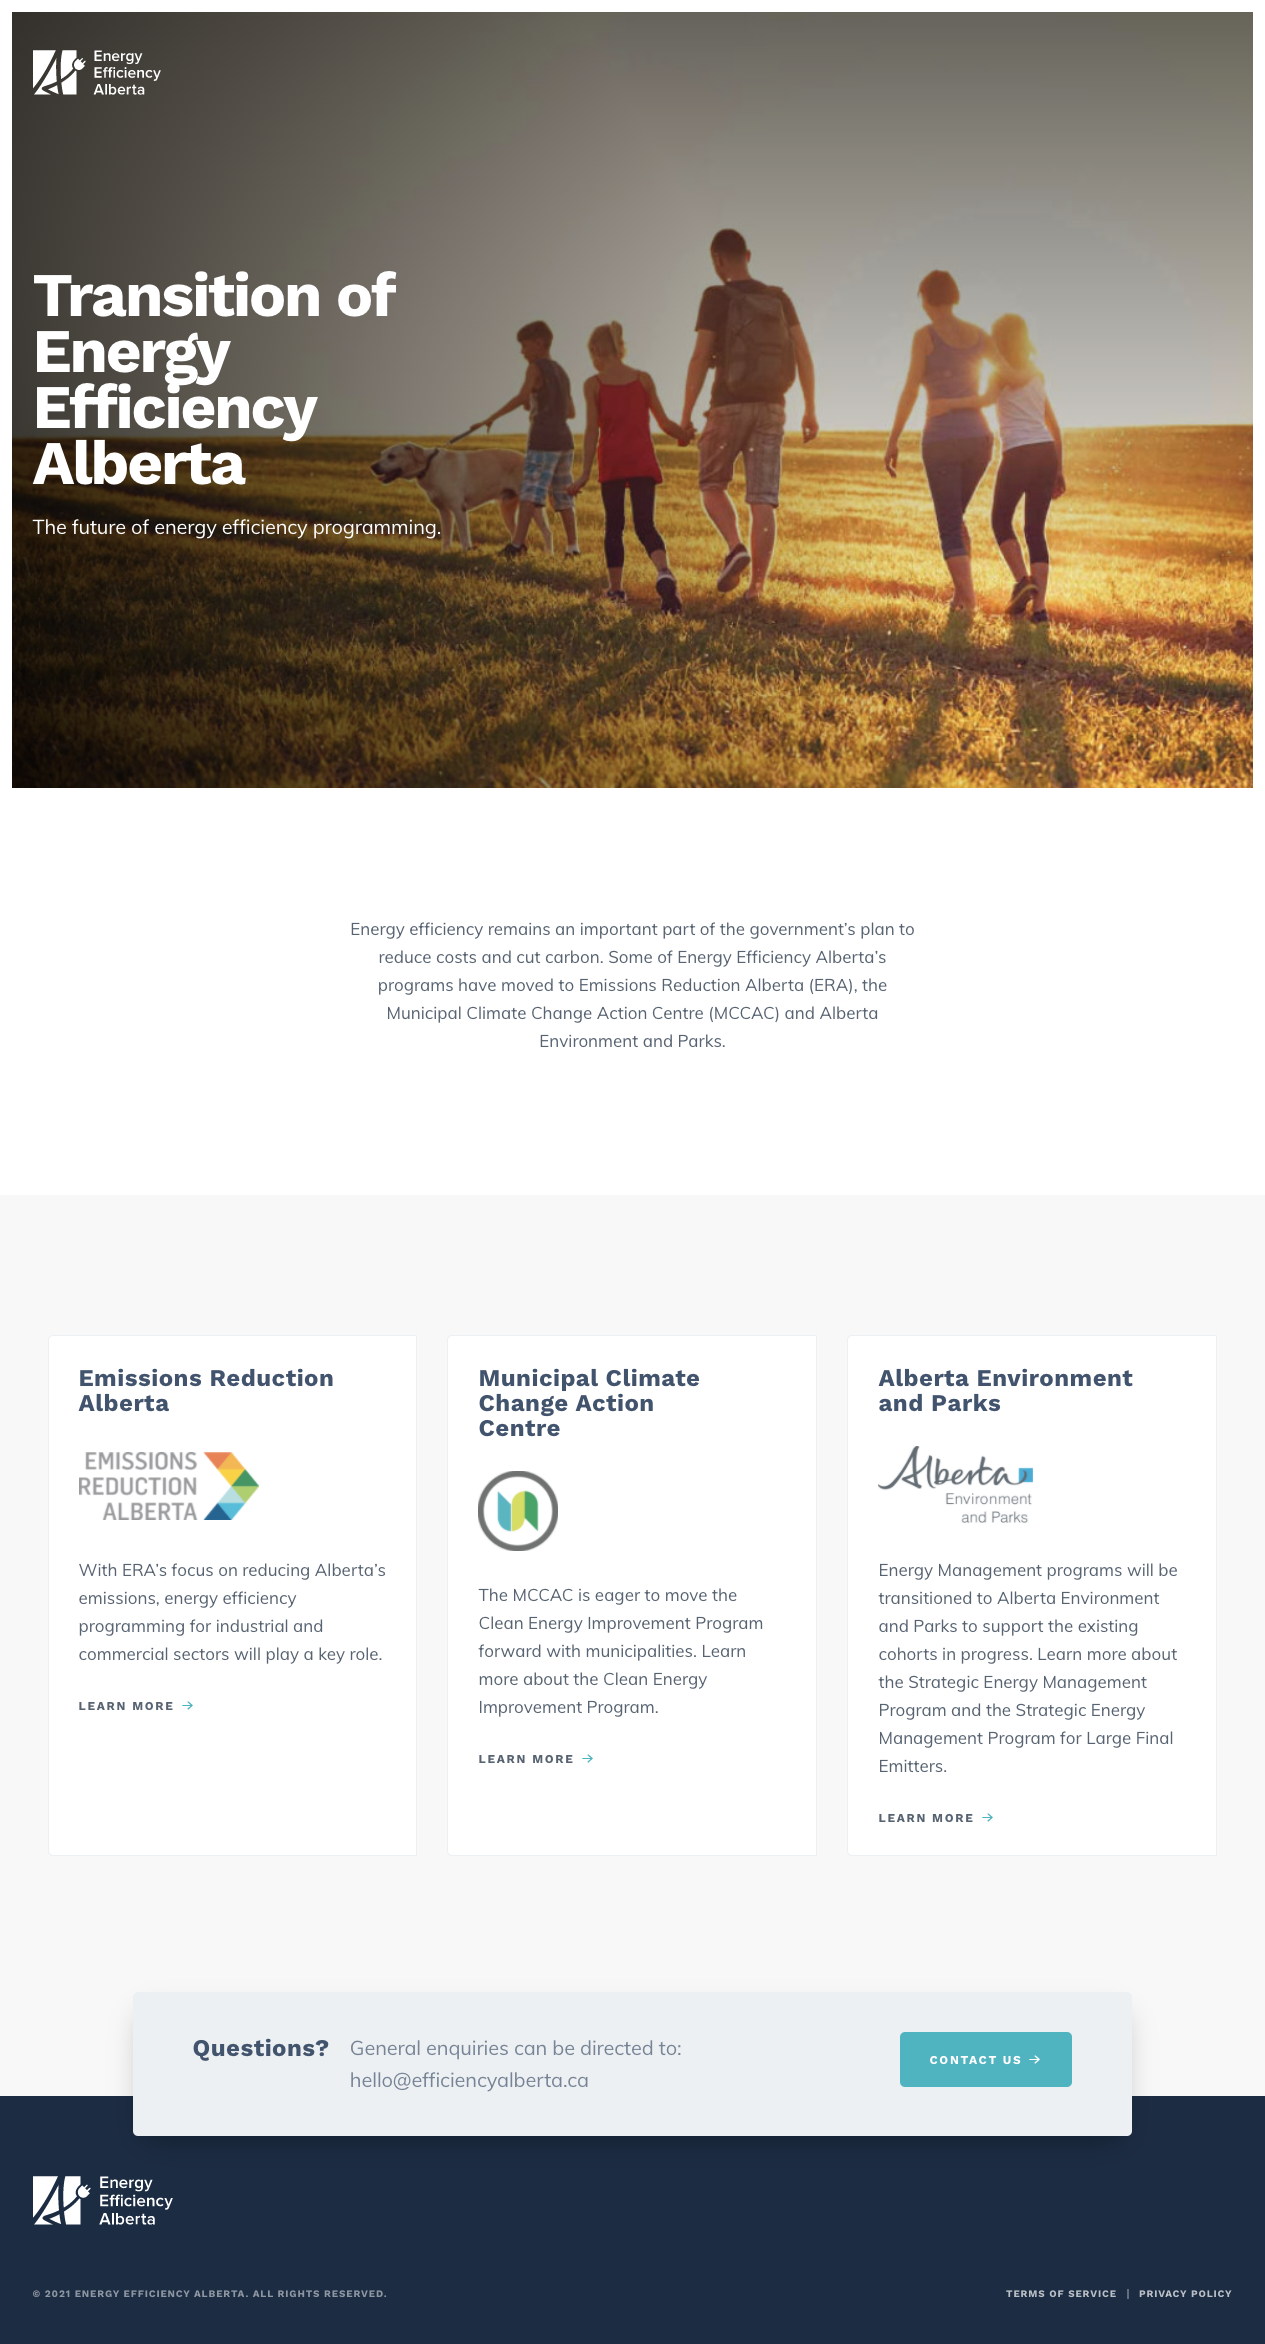 Energy
Efficiency
Alberta
Transition of
Energy
Efficiency
Alberta
The future of energy efficiency programming.
Energy efficiency remains an important part of the government’s plan to
reduce costs and cut carbon. Some of Energy Efficiency Alberta’s
programs have moved to Emissions Reduction Alberta (ERA), the
Municipal Climate Change Action Centre (MCCAC) and Alberta
Environment and Parks.
Emissions Reduction
Alberta
EMISSIONS
REDUCTION
ALBERTA
With ERA’s focus on reducing Alberta’s
emissions, energy efficiency
programming for industrial and
commercial sectors will play a key role.
LEARN MORE →
Municipal Climate
Change Action
Centre
The MCCAC is eager to move the
Clean Energy Improvement Program
forward with municipalities. Learn
more about the Clean Energy
Improvement Program.
LEARN MORE →
Alberta Environment
and Parks
Alberta
Environment
and Parks
Energy Management programs will be
transitioned to Alberta Environment
and Parks to support the existing
cohorts in progress. Learn more about
the Strategic Energy Management
Program and the Strategic Energy
Management Program for Large Final
Emitters.
LEARN MORE →
Questions?
General enquiries can be directed to:
hello@efficiencyalberta.ca
CONTACT US →
Energy
Efficiency
Alberta
© 2021 ENERGY EFFICIENCY ALBERTA. ALL RIGHTS RESERVED.
TERMS OF SERVICE | PRIVACY POLICY